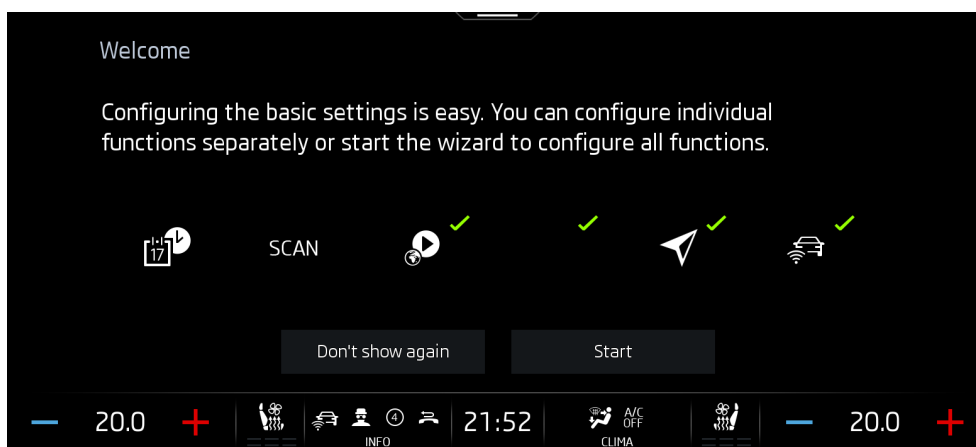 Welcome
Configuring the basic settings is easy. You can configure individual
functions separately or start the wizard to configure all functions.
17
SCAN
Don't show again
Start
20.0
4
INFO
21:52
A/C
OFF
CLIMA
20.0